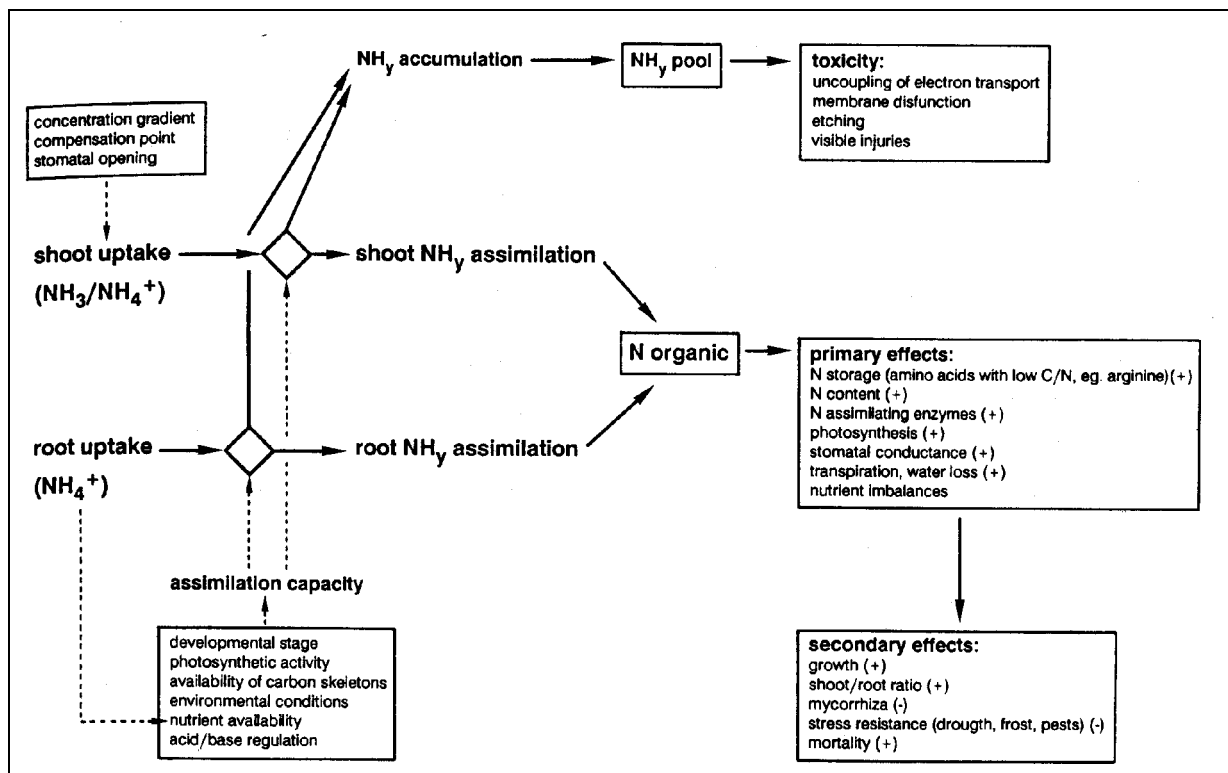 NHy accumulation
NHy pool
toxicity:
uncoupling of electron transport
membrane disfunction
etching
visible injuries
concentration gradient
compensation point
stomatal opening
shoot uptake
(NH3/NH4+)
shoot NHy assimilation
N organic
primary effects:
N storage (amino acids with low C/N, eg. arginine)(+)
N content (+)
N assimilating enzymes (+)
photosynthesis (+)
stomatal conductance (+)
transpiration, water loss (+)
nutrient imbalances
root uptake
(NH4+)
root NHy assimilation
assimilation capacity
developmental stage
photosynthetic activity
availability of carbon skeletons
environmental conditions
nutrient availability
acid/base regulation
secondary effects:
growth (+)
shoot/root ratio (+)
mycorrhiza (-)
stress resistance (drougth, frost, pests) (-)
mortality (+)